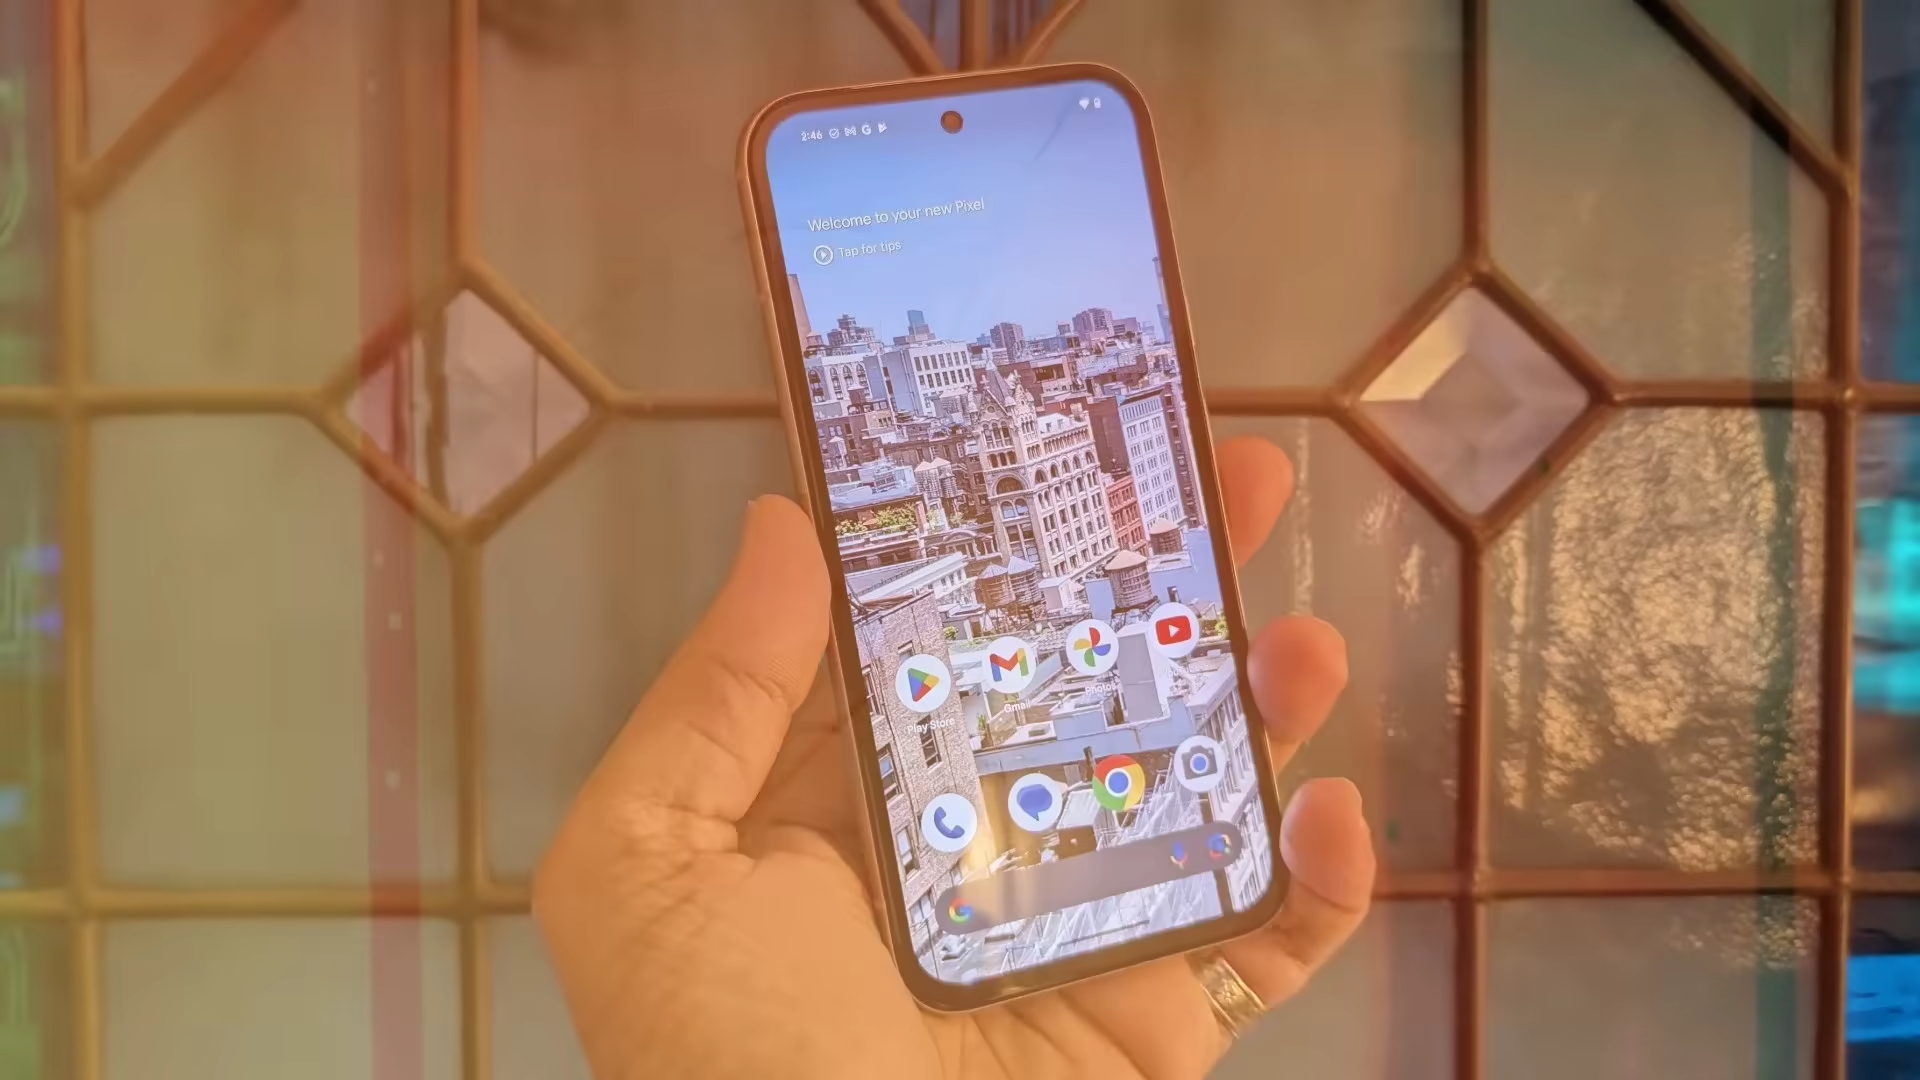 2:46
Welcome to your new Pixel
Tap for tips
Play Store
Gmail
Photos